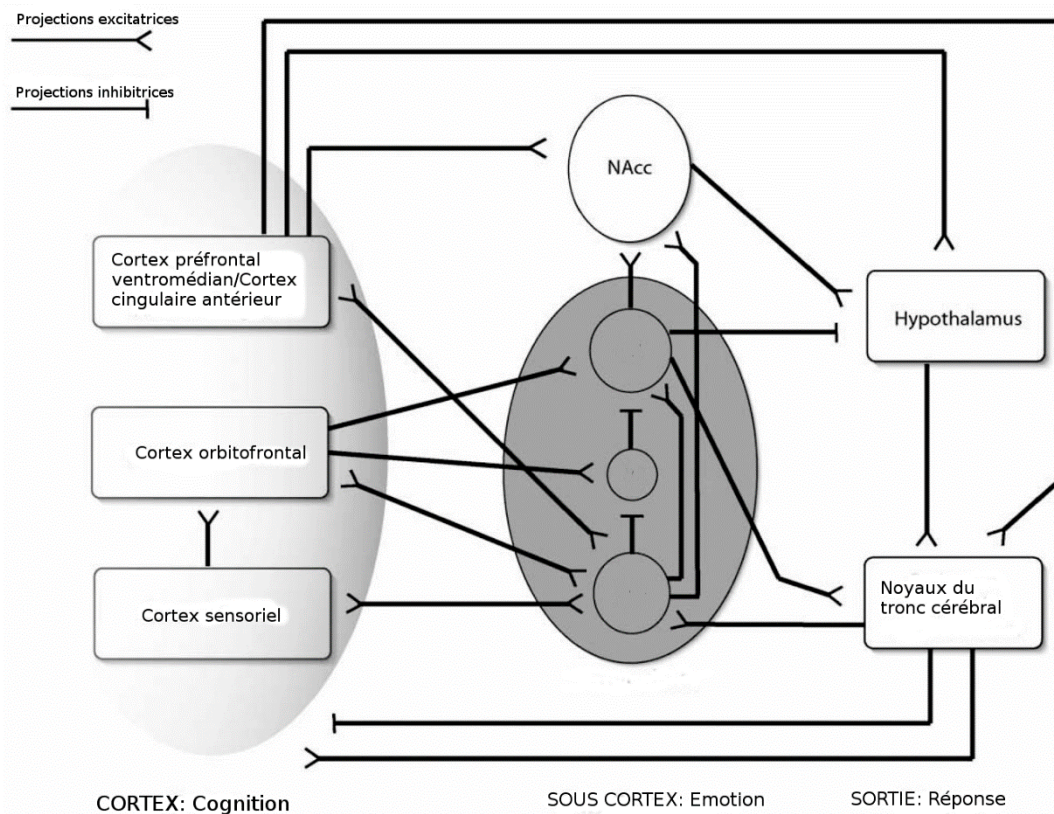 Projections excitatrices
Projections inhibitrices
NAcc
Cortex préfrontal
ventromédian/Cortex
cingulaire antérieur
Hypothalamus
Cortex orbitofrontal
Cortex sensoriel
Noyaux du
tronc cérébral
CORTEX: Cognition
SOUS CORTEX: Emotion
SORTIE: Réponse